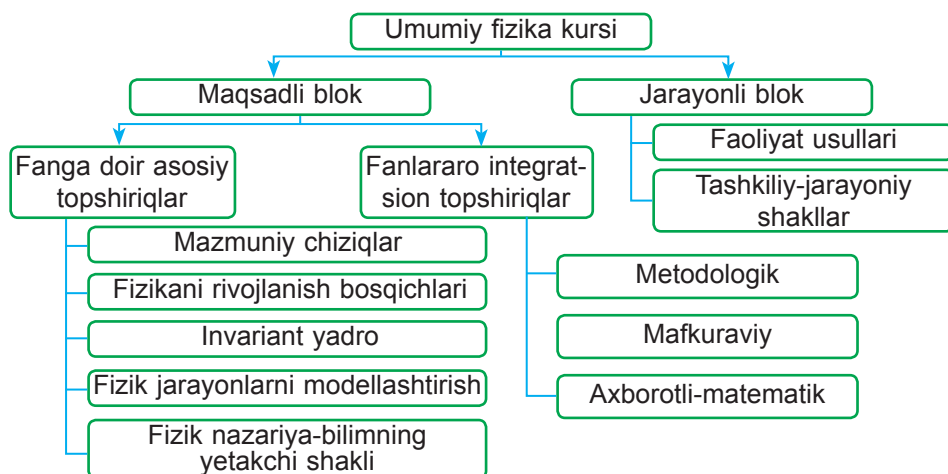 Umumiy fizika kursi
Maqsadli blok
Jarayonli blok
Fanga doir asosiy
topshiriqlar
Fanlararo integrat-
sion topshiriqlar
Faoliyat usullari
Tashkiliy-jarayoniy
shakllar
Mazmuniy chiziqlar
Fizikani rivojlanish bosqichlari
Invariant yadro
Fizik jarayonlarni modellashtirish
Fizik nazariya-bilimning
yetakchi shakli
Metodologik
Mafkuraviy
Axborotli-matematik